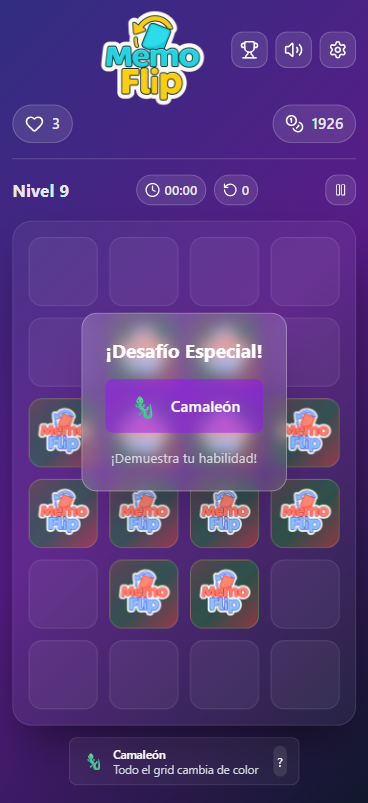 Memo
Flip
3
1926
Nivel 9
00:00
0
¡Desafío Especial!
Camaleón
¡Demuestra tu habilidad!
Memo
Flip
Memo
Flip
Memo
Flip
Memo
Flip
Memo
Flip
Memo
Flip
Memo
Flip
Memo
Flip
Camaleón
Todo el grid cambia de color
?